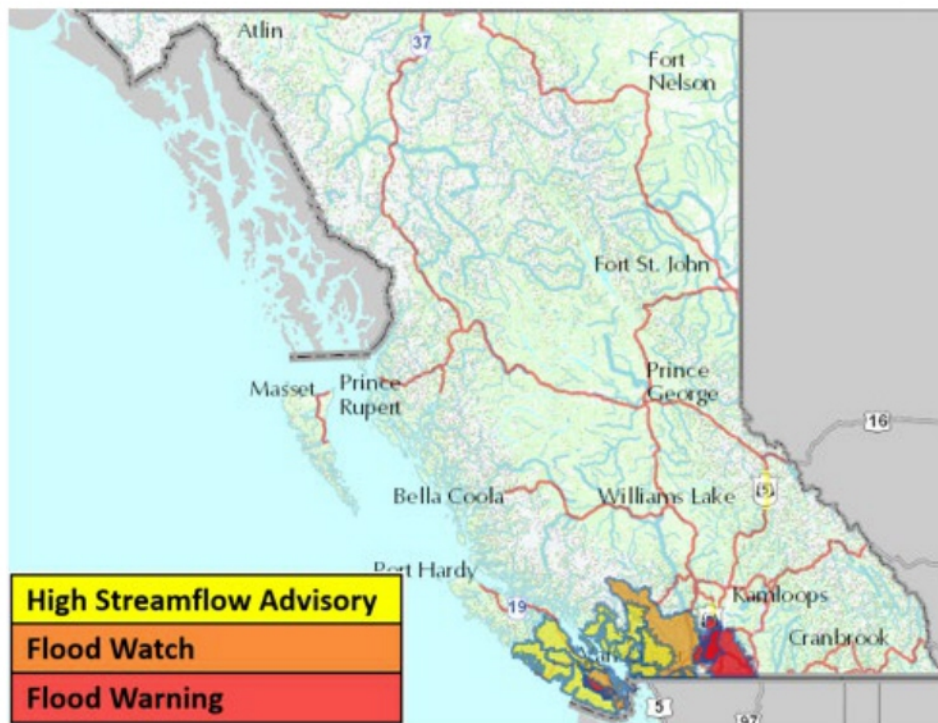 Atlin
37
Fort
Nelson
Fort St. John
Prince
George
Masset
Prince
Rupert
16
5
Bella Coola
Williams Lake
Port Hardy
High Streamflow Advisory
19
Kamloops
Cranbrook
Flood Watch
Flood Warning
5
97